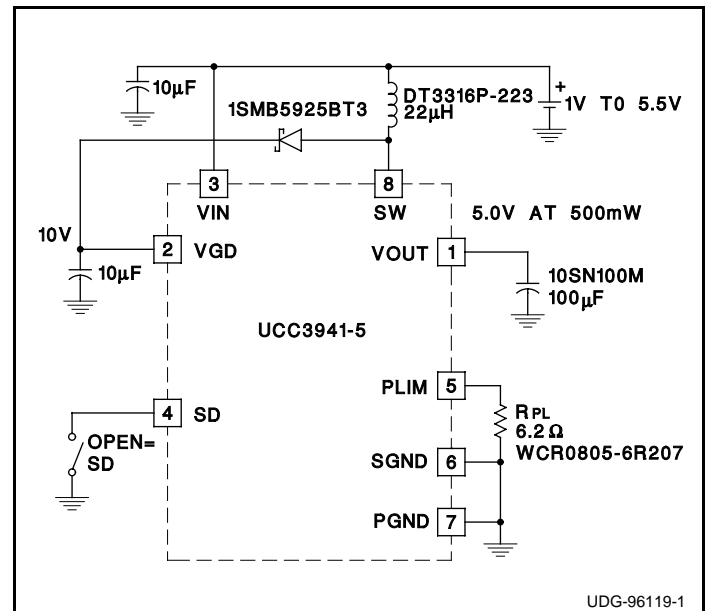 10µF
DT3316P-223
22µH
+
1V T0 5.5V
1SMB5925BT3
3
VIN
8
SW
5.0V AT 500mW
10V
2
VGD
VOUT
1
10µF
10SN100M
100µF
UCC3941-5
PLIM
5
4
SD
RPL
6.2Ω
WCR0805-6R207
OPEN=
SD
SGND
6
PGND
7
UDG-96119-1